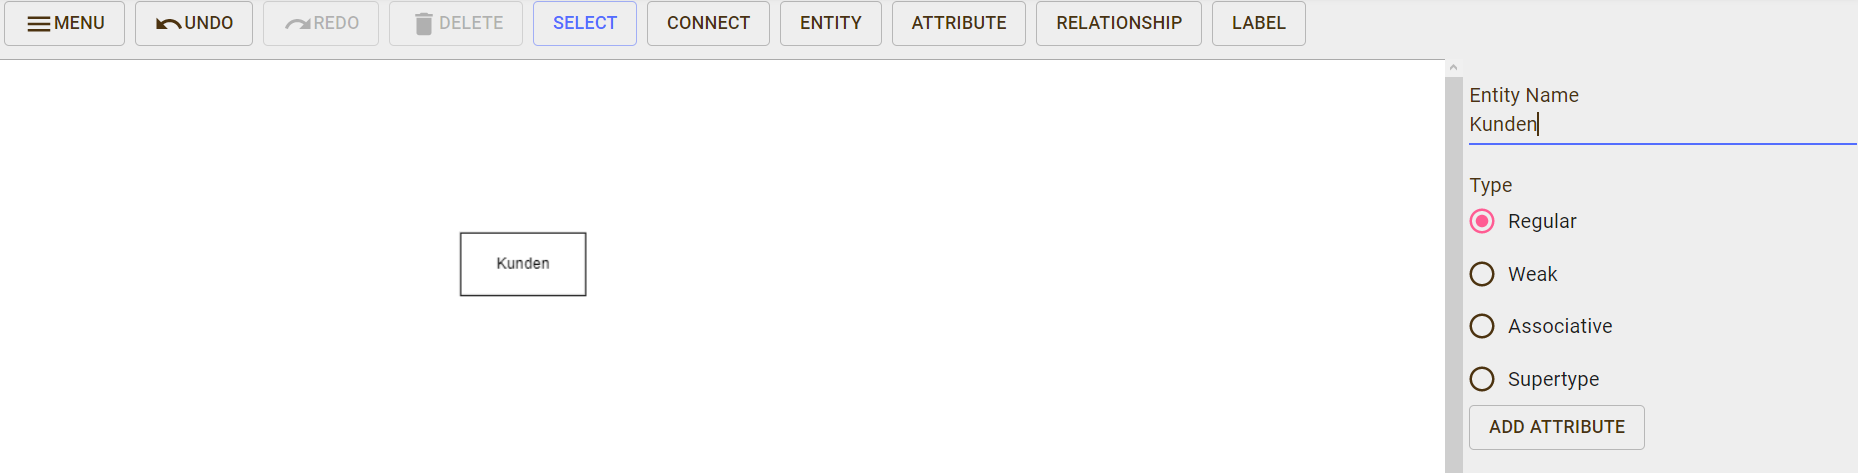 MENU UNDO REDO DELETE SELECT CONNECT ENTITY ATTRIBUTE RELATIONSHIP LABEL
Kunden
Entity Name
Kunden
Type
Regular
Weak
Associative
Supertype
ADD ATTRIBUTE